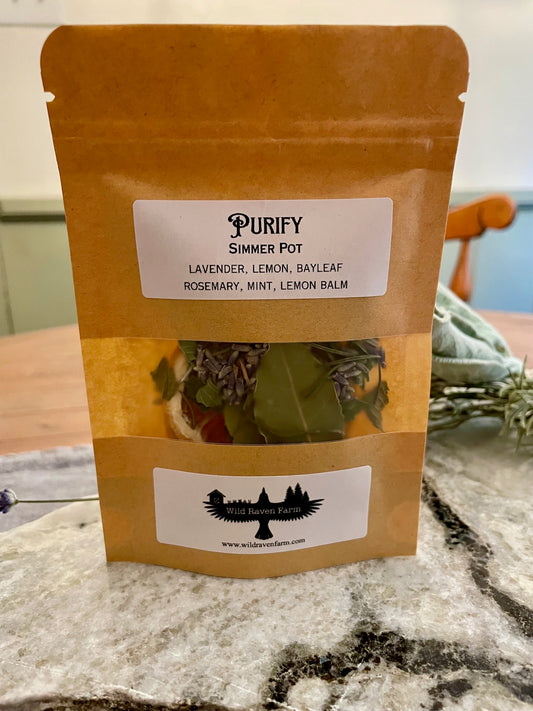 PURIFY
SIMMER POT
LAVENDER, LEMON, BAYLEAF
ROSEMARY, MINT, LEMON BALM
Wild Raven Farm
www.wildravenfarm.com